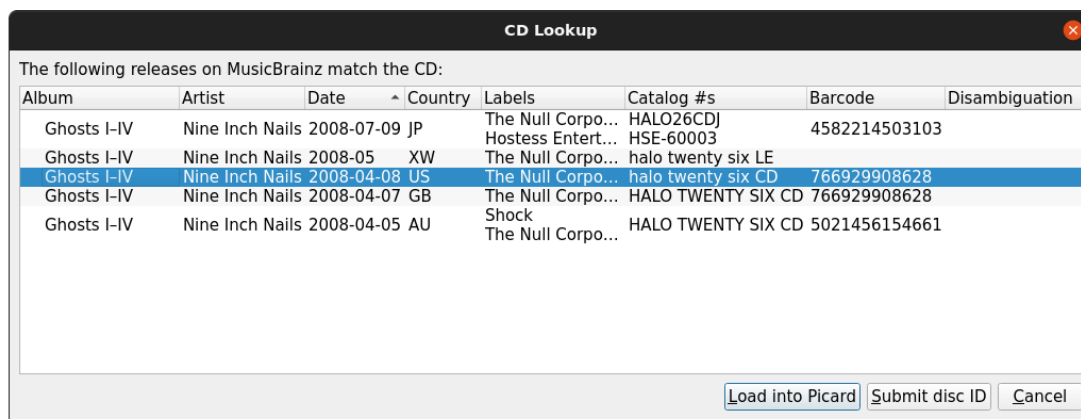 CD Lookup
The following releases on MusicBrainz match the CD:
Album Artist Date Country Labels Catalog #s Barcode Disambiguation
Ghosts I–IV Nine Inch Nails 2008-07-09 JP The Null Corpo... HALO26CDJ 4582214503103
Hostess Entert... HSE-60003
Ghosts I–IV Nine Inch Nails 2008-05 XW The Null Corpo... halo twenty six LE
Ghosts I–IV Nine Inch Nails 2008-04-08 US The Null Corpo... halo twenty six CD 766929908628
Ghosts I–IV Nine Inch Nails 2008-04-07 GB The Null Corpo... HALO TWENTY SIX CD 766929908628
Ghosts I–IV Nine Inch Nails 2008-04-05 AU Shock HALO TWENTY SIX CD 5021456154661
The Null Corpo...
Load into Picard Submit disc ID Cancel